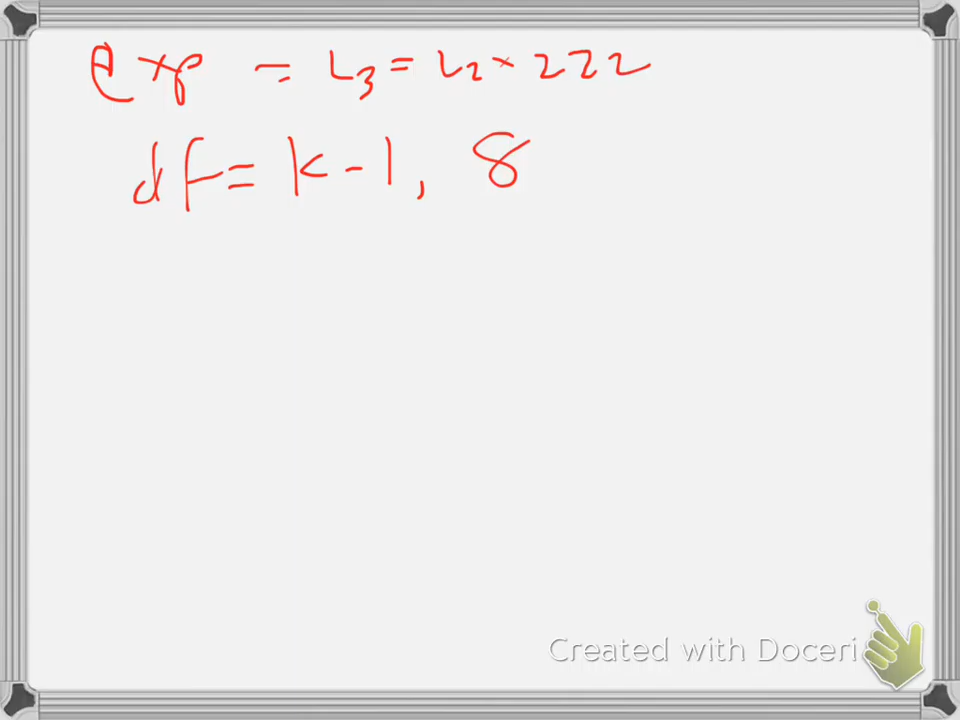 exp = L3 = L2 × 222
df = k - 1, 8
Created with Doceri